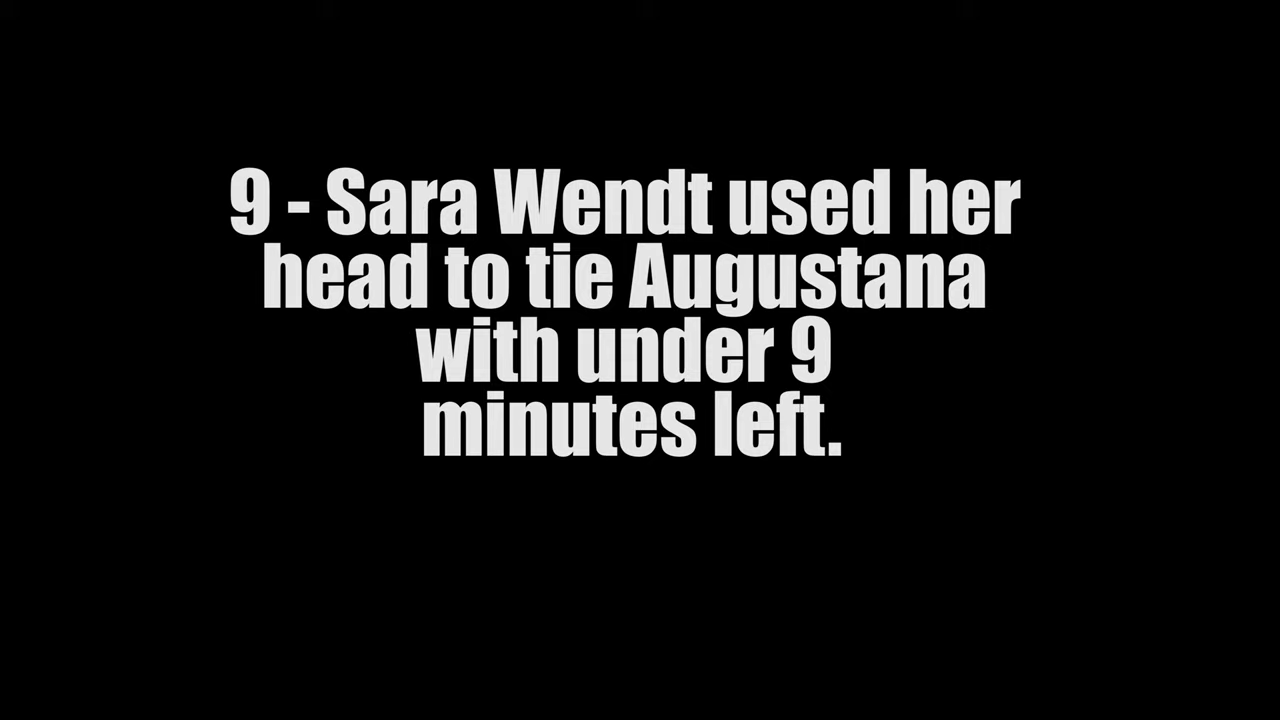 9 - Sara Wendt used her
head to tie Augustana
with under 9
minutes left.